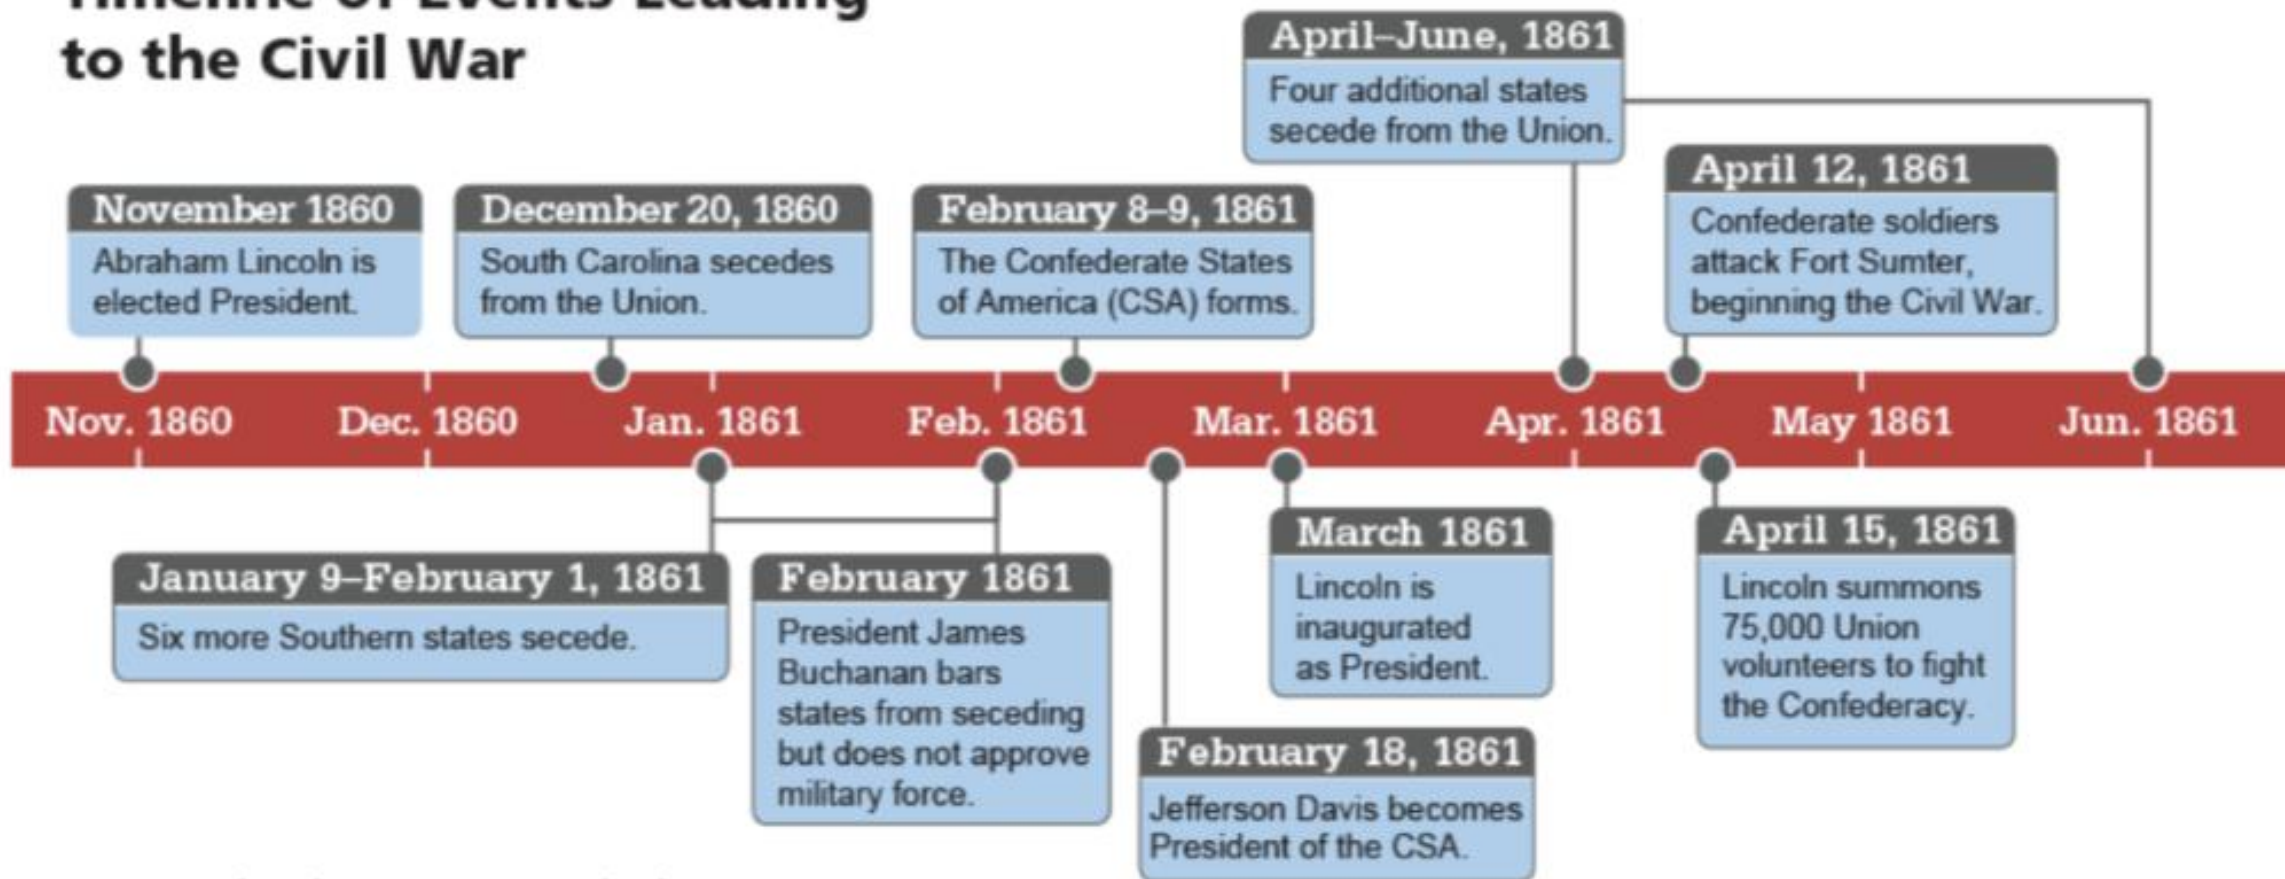 Timeline of Events Leading
to the Civil War
April–June, 1861
Four additional states
secede from the Union.
April 12, 1861
Confederate soldiers
attack Fort Sumter,
beginning the Civil War.
November 1860
Abraham Lincoln is
elected President.
December 20, 1860
South Carolina secedes
from the Union.
February 8–9, 1861
The Confederate States
of America (CSA) forms.
Nov. 1860 Dec. 1860 Jan. 1861 Feb. 1861 Mar. 1861 Apr. 1861 May 1861 Jun. 1861
January 9–February 1, 1861
Six more Southern states secede.
February 1861
President James
Buchanan bars
states from seceding
but does not approve
military force.
March 1861
Lincoln is
inaugurated
as President.
February 18, 1861
Jefferson Davis becomes
President of the CSA.
April 15, 1861
Lincoln summons
75,000 Union
volunteers to fight
the Confederacy.